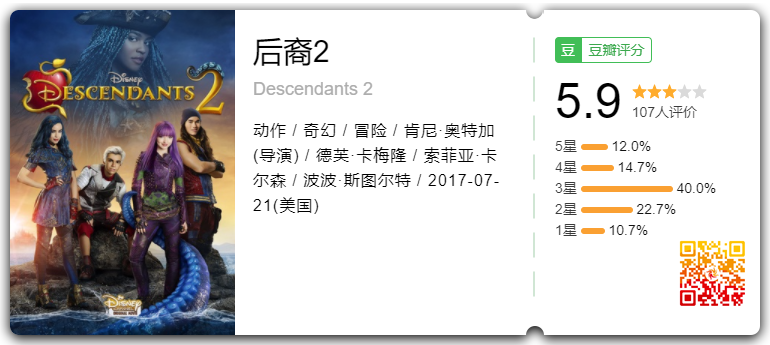 Disney
DESCENDANTS 2
Disney
后裔2
Descendants 2
动作 / 奇幻 / 冒险 / 肯尼·奥特加
(导演) / 德芙·卡梅隆 / 索菲亚·卡
尔森 / 波波·斯图尔特 / 2017-07-
21(美国)
豆 豆瓣评分
5.9
107人评价
5星 12.0%
4星 14.7%
3星 40.0%
2星 22.7%
1星 10.7%